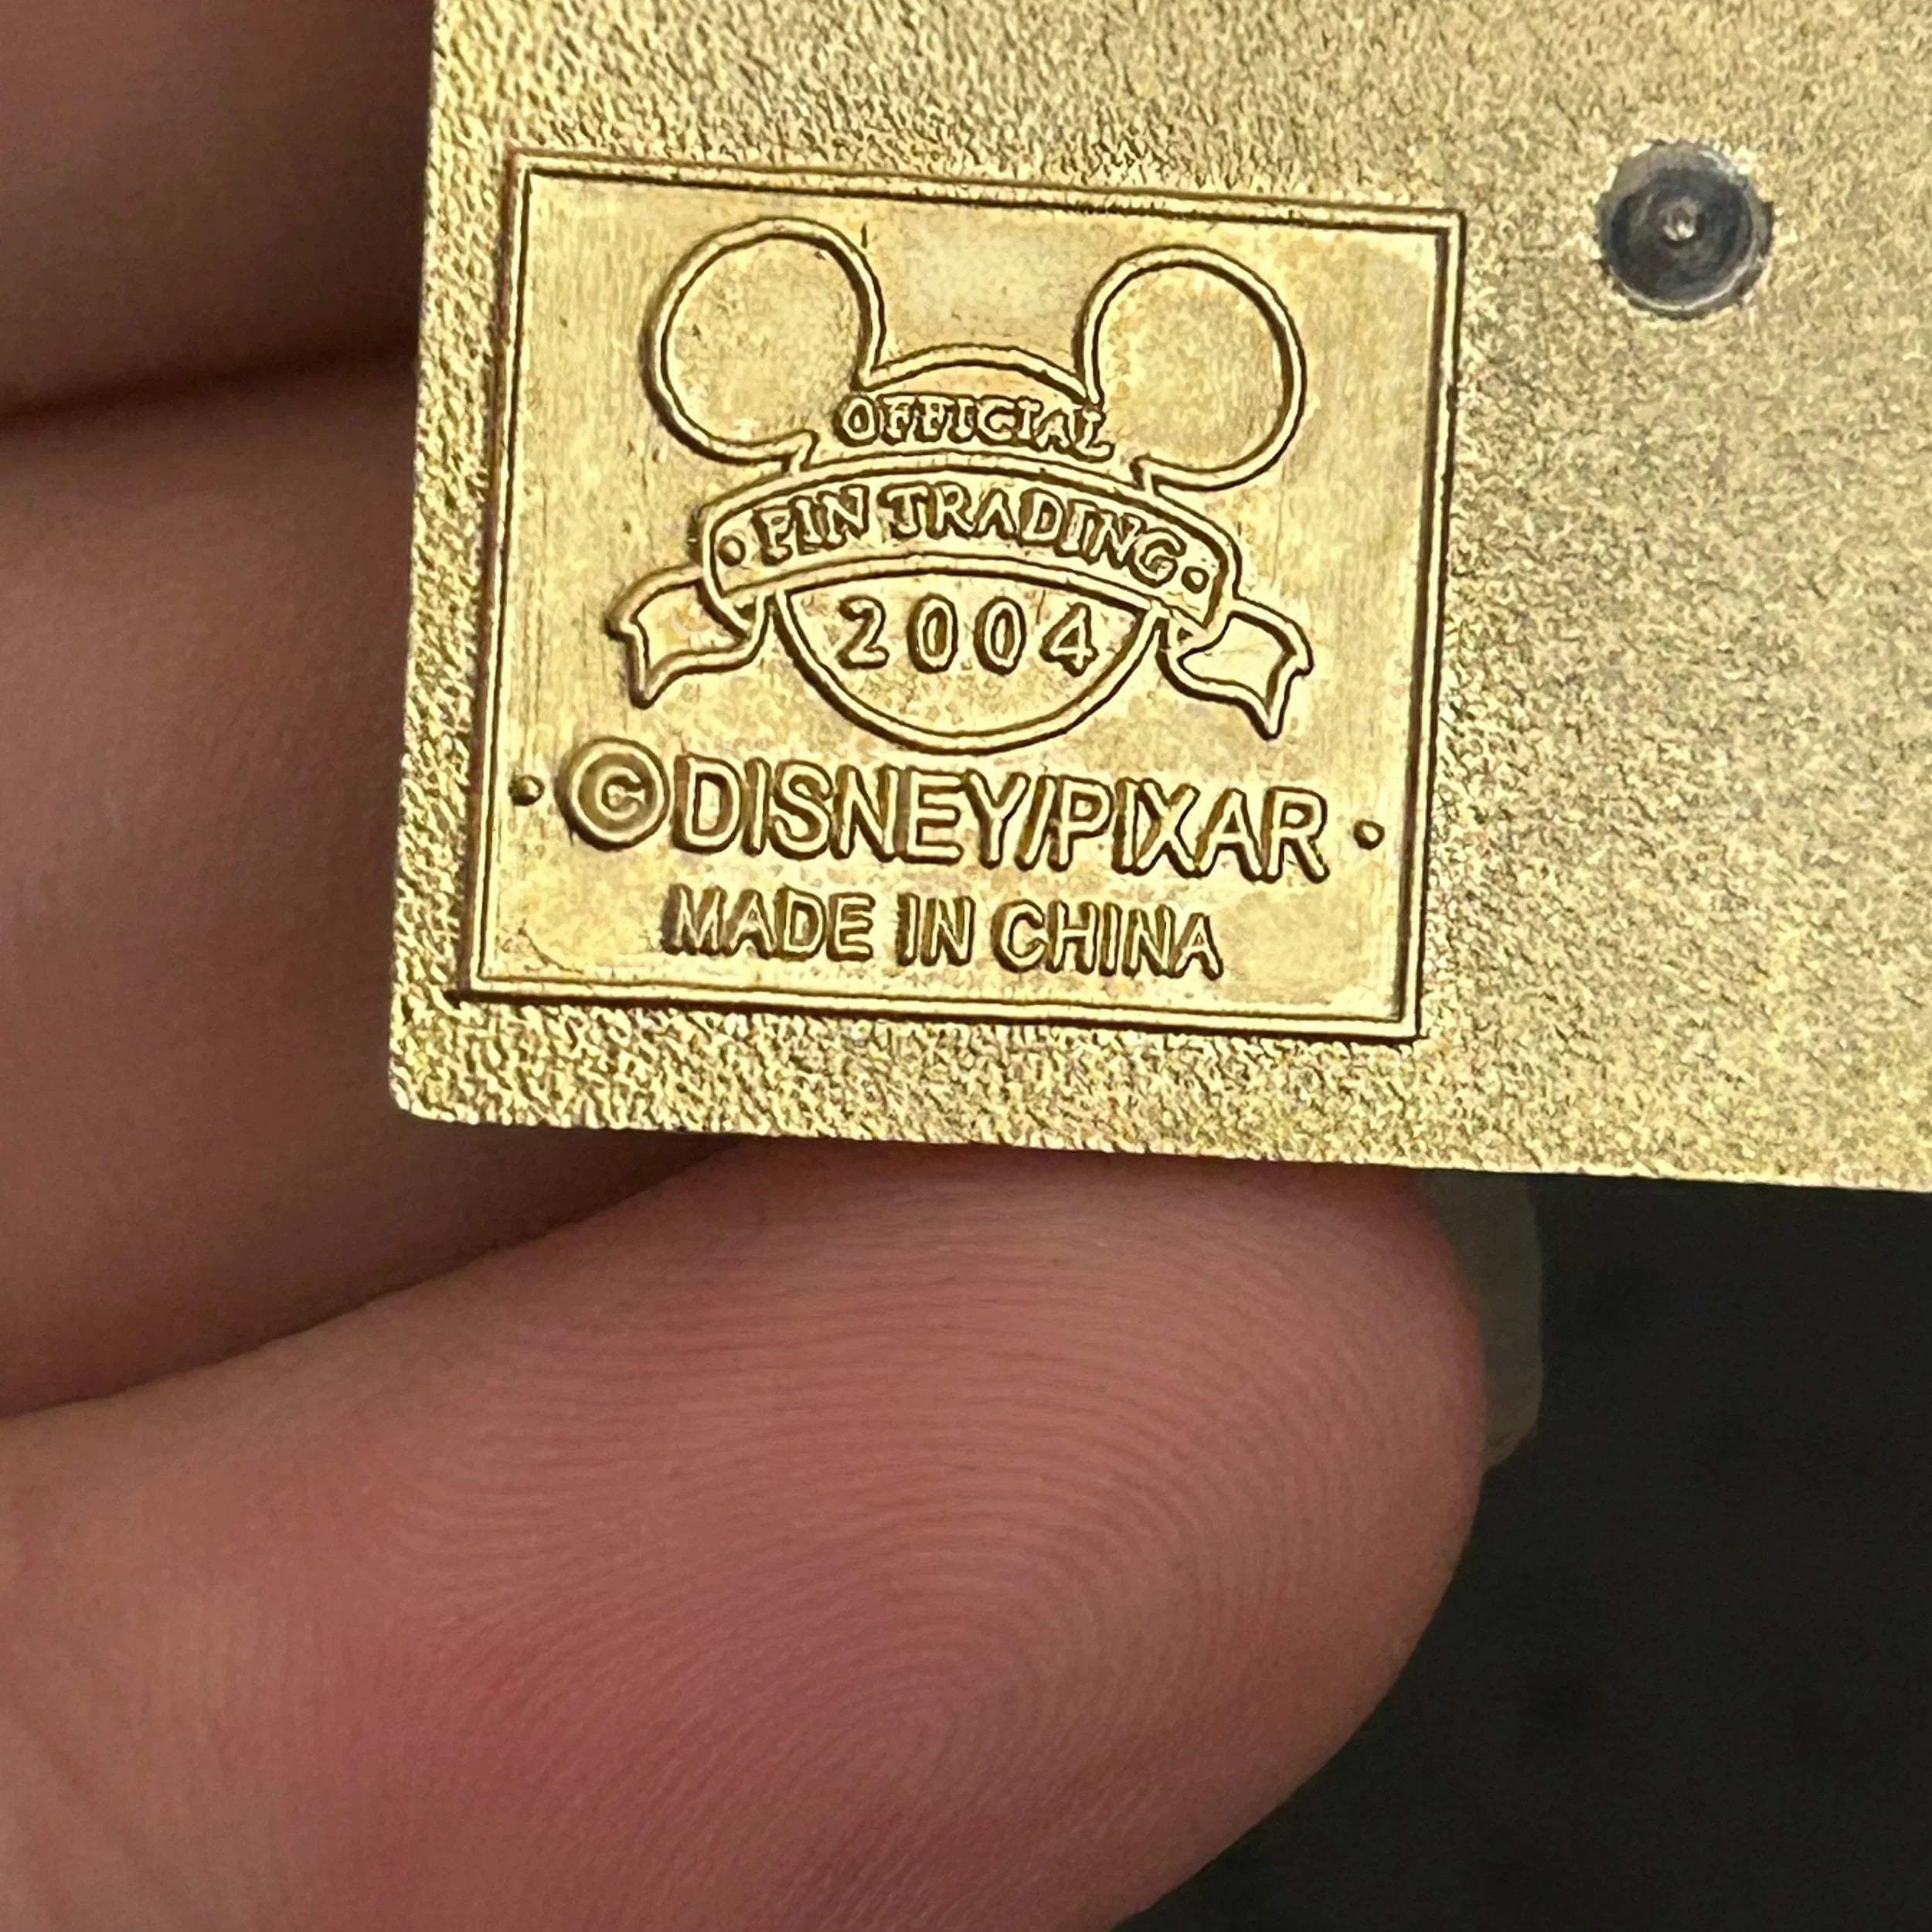 OFFICIAL
· PIN TRADING ·
2004
· ©DISNEY/PIXAR ·
MADE IN CHINA